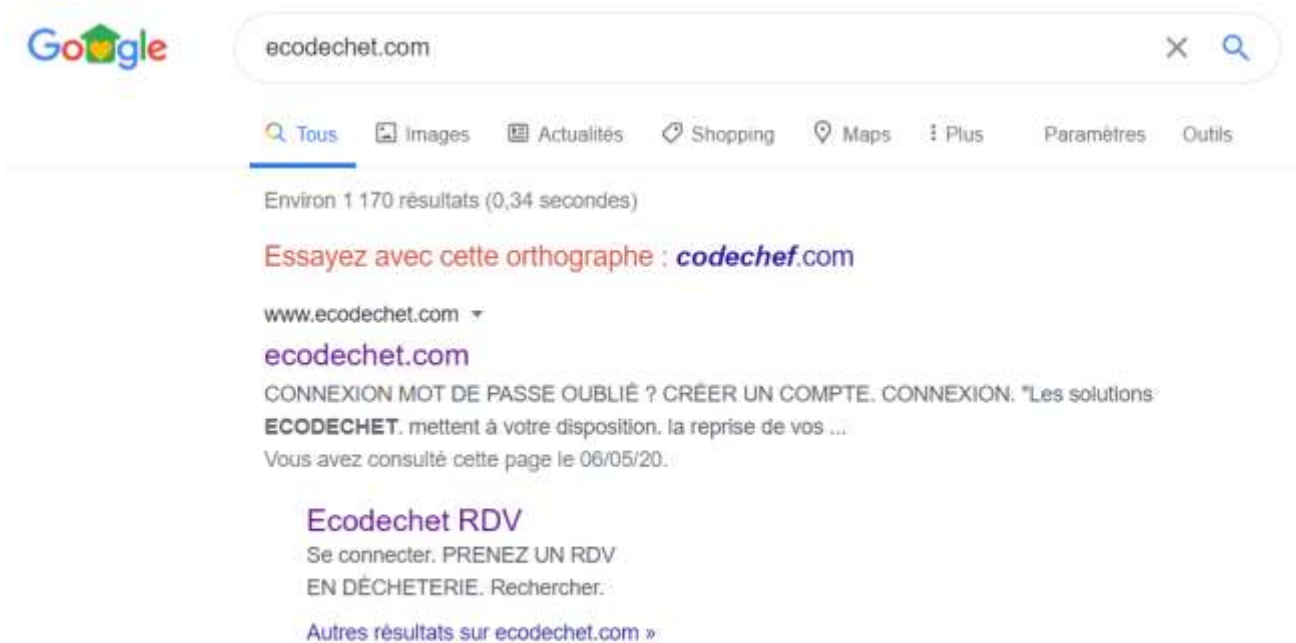 Google
ecodechet.com
Tous Images Actualités Shopping Maps Plus Paramètres Outils
Environ 1 170 résultats (0,34 secondes)
Essayez avec cette orthographe : codechef.com
www.ecodechet.com
ecodechet.com
CONNEXION MOT DE PASSE OUBLIÉ ? CRÉER UN COMPTE. CONNEXION. "Les solutions
ECODECHET. mettent à votre disposition. la reprise de vos ...
Vous avez consulté cette page le 06/05/20.
Ecodechet RDV
Se connecter. PRENEZ UN RDV
EN DÉCHETERIE. Rechercher.
Autres résultats sur ecodechet.com »